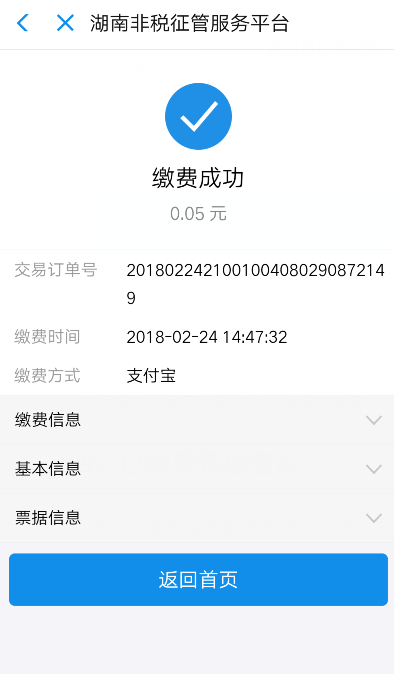 湖南非税征管服务平台
缴费成功
0.05 元
交易订单号 201802242100100408029087214
9
缴费时间 2018-02-24 14:47:32
缴费方式 支付宝
缴费信息
基本信息
票据信息
返回首页